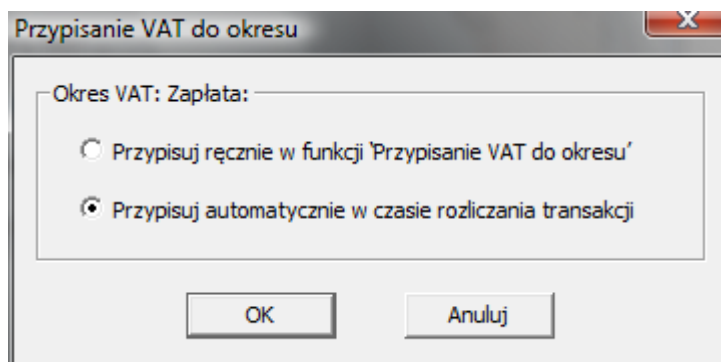 Przypisanie VAT do okresu
Okres VAT: Zapłata:
Przypisuj ręcznie w funkcji 'Przypisanie VAT do okresu'
Przypisuj automatycznie w czasie rozliczania transakcji
OK
Anuluj